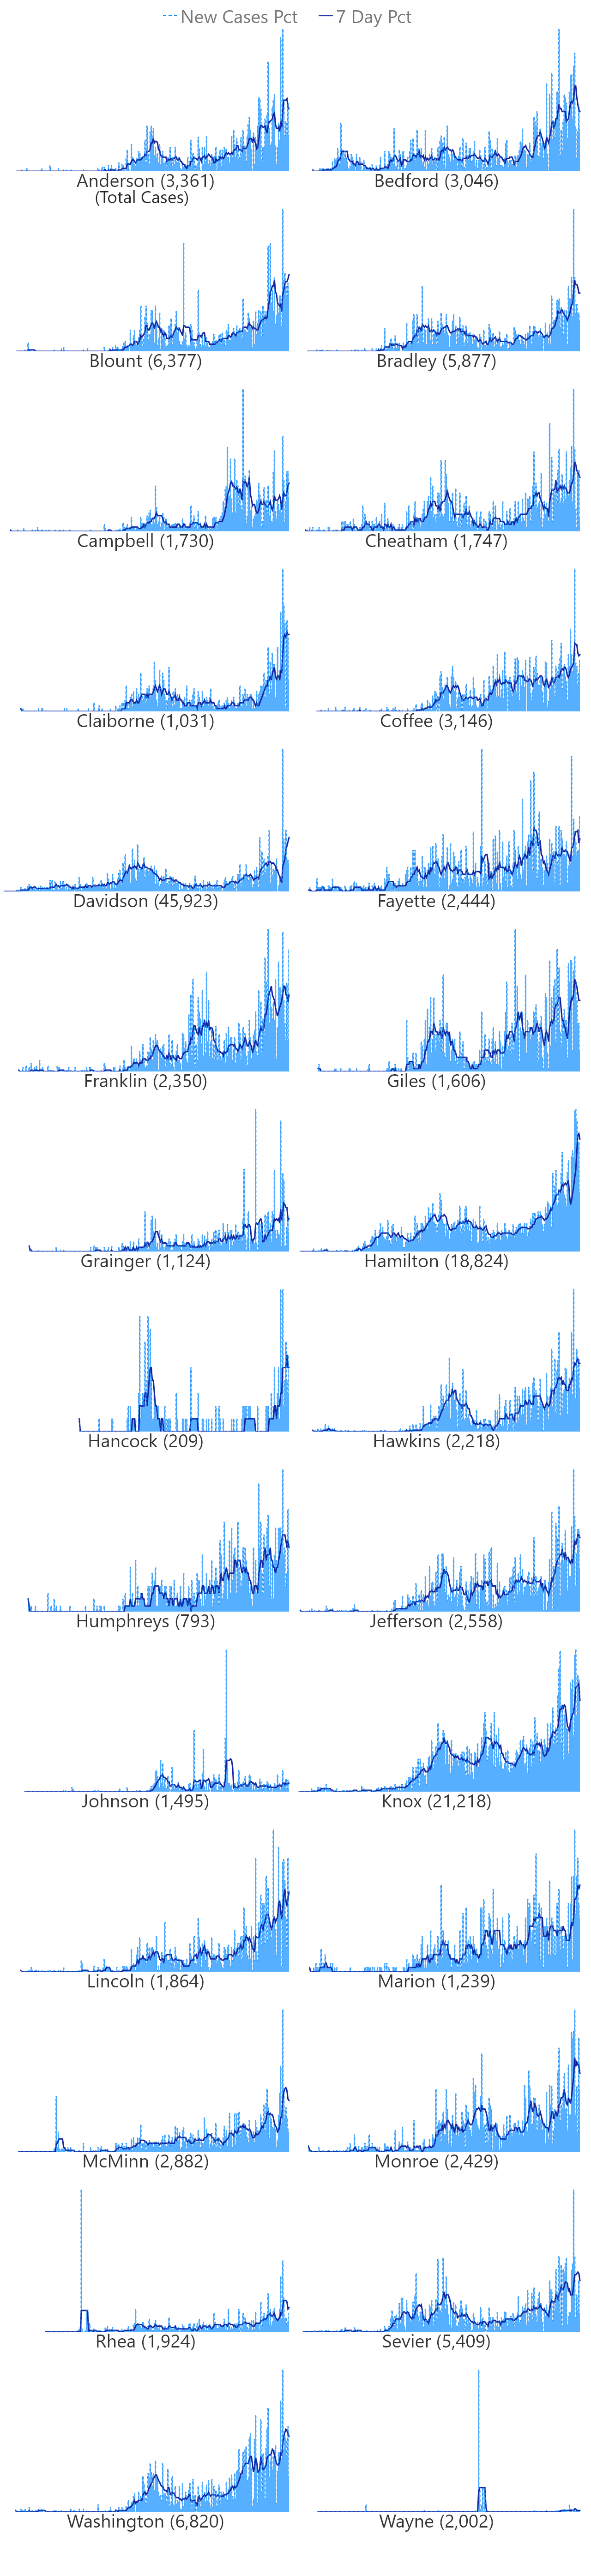 New Cases Pct 7 Day Pct
Anderson (3,361) Bedford (3,046)
(Total Cases)
Blount (6,377) Bradley (5,877)
Campbell (1,730) Cheatham (1,747)
Claiborne (1,031) Coffee (3,146)
Davidson (45,923) Fayette (2,444)
Franklin (2,350) Giles (1,606)
Grainger (1,124) Hamilton (18,824)
Hancock (209) Hawkins (2,218)
Humphreys (793) Jefferson (2,558)
Johnson (1,495) Knox (21,218)
Lincoln (1,864) Marion (1,239)
McMinn (2,882) Monroe (2,429)
Rhea (1,924) Sevier (5,409)
Washington (6,820) Wayne (2,002)